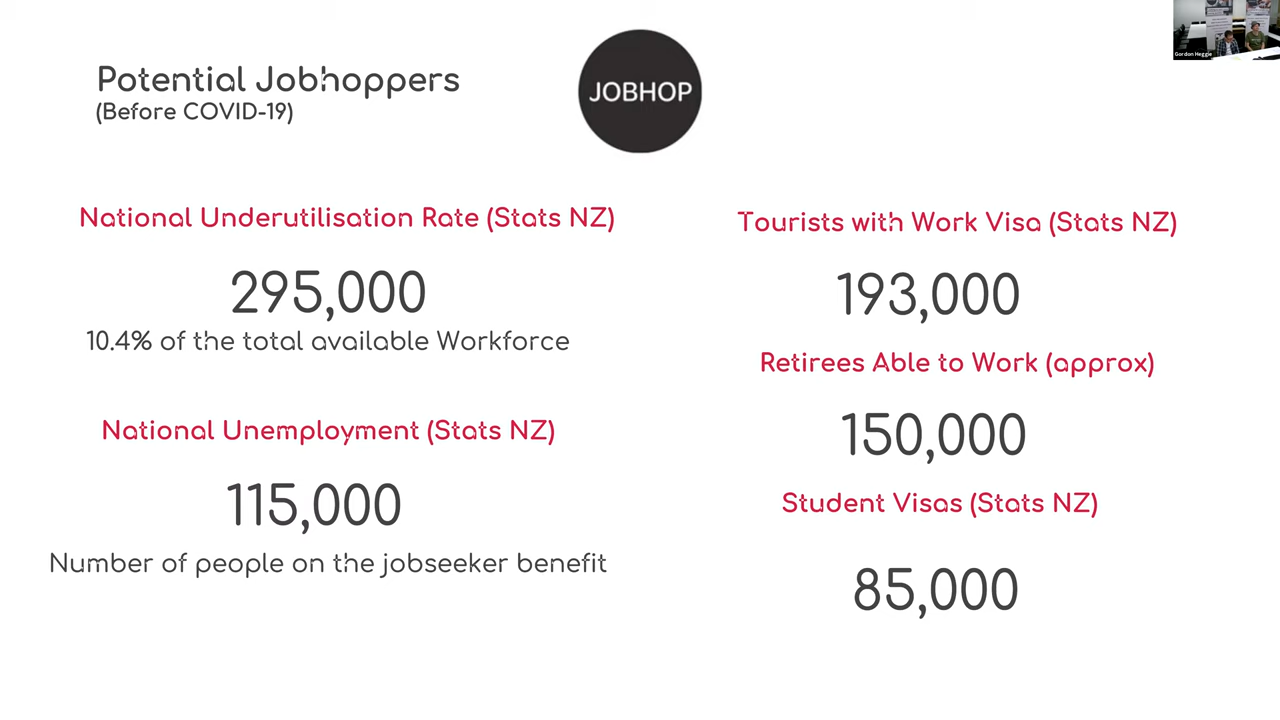 Potential Jobhoppers
(Before COVID-19)
JOBHOP
Gordon Heggie
National Underutilisation Rate (Stats NZ)
295,000
10.4% of the total available Workforce
National Unemployment (Stats NZ)
115,000
Number of people on the jobseeker benefit
Tourists with Work Visa (Stats NZ)
193,000
Retirees Able to Work (approx)
150,000
Student Visas (Stats NZ)
85,000